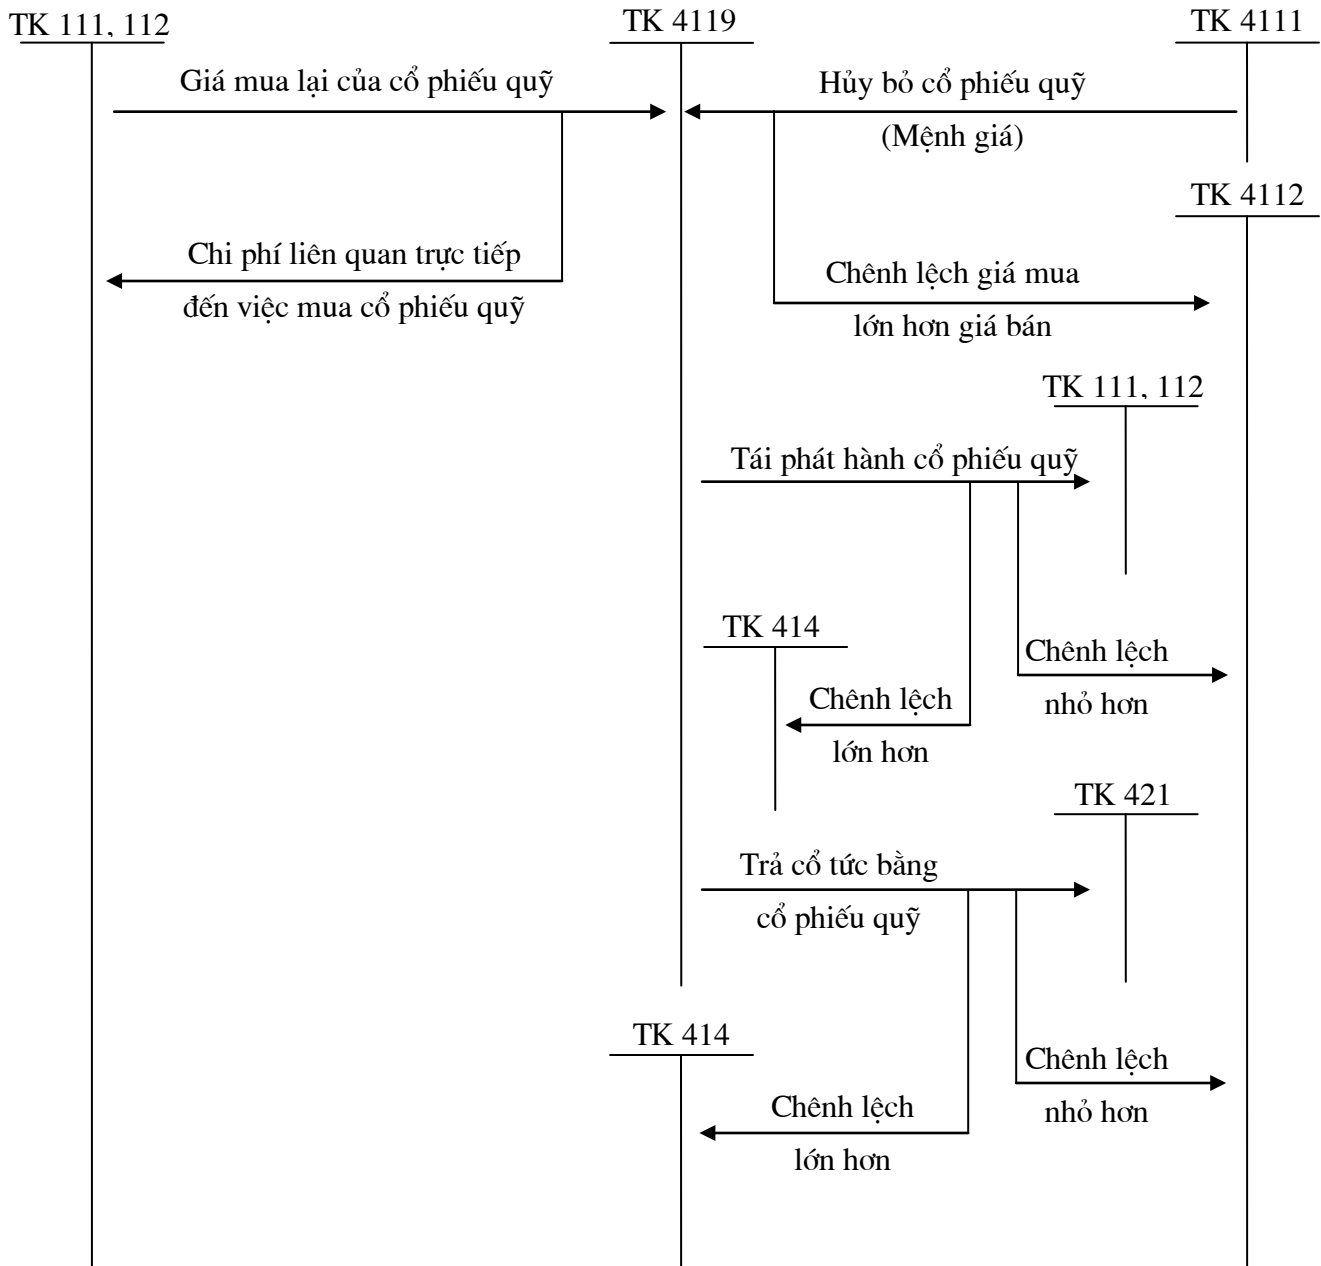 TK 111, 112
TK 4119
TK 4111
Giá mua lại của cổ phiếu quỹ
Hủy bỏ cổ phiếu quỹ
(Mệnh giá)
TK 4112
Chi phí liên quan trực tiếp
đến việc mua cổ phiếu quỹ
Chênh lệch giá mua
lớn hơn giá bán
TK 111, 112
Tái phát hành cổ phiếu quỹ
TK 414
Chênh lệch
nhỏ hơn
Chênh lệch
lớn hơn
TK 421
Trả cổ tức bằng
cổ phiếu quỹ
TK 414
Chênh lệch
nhỏ hơn
Chênh lệch
lớn hơn